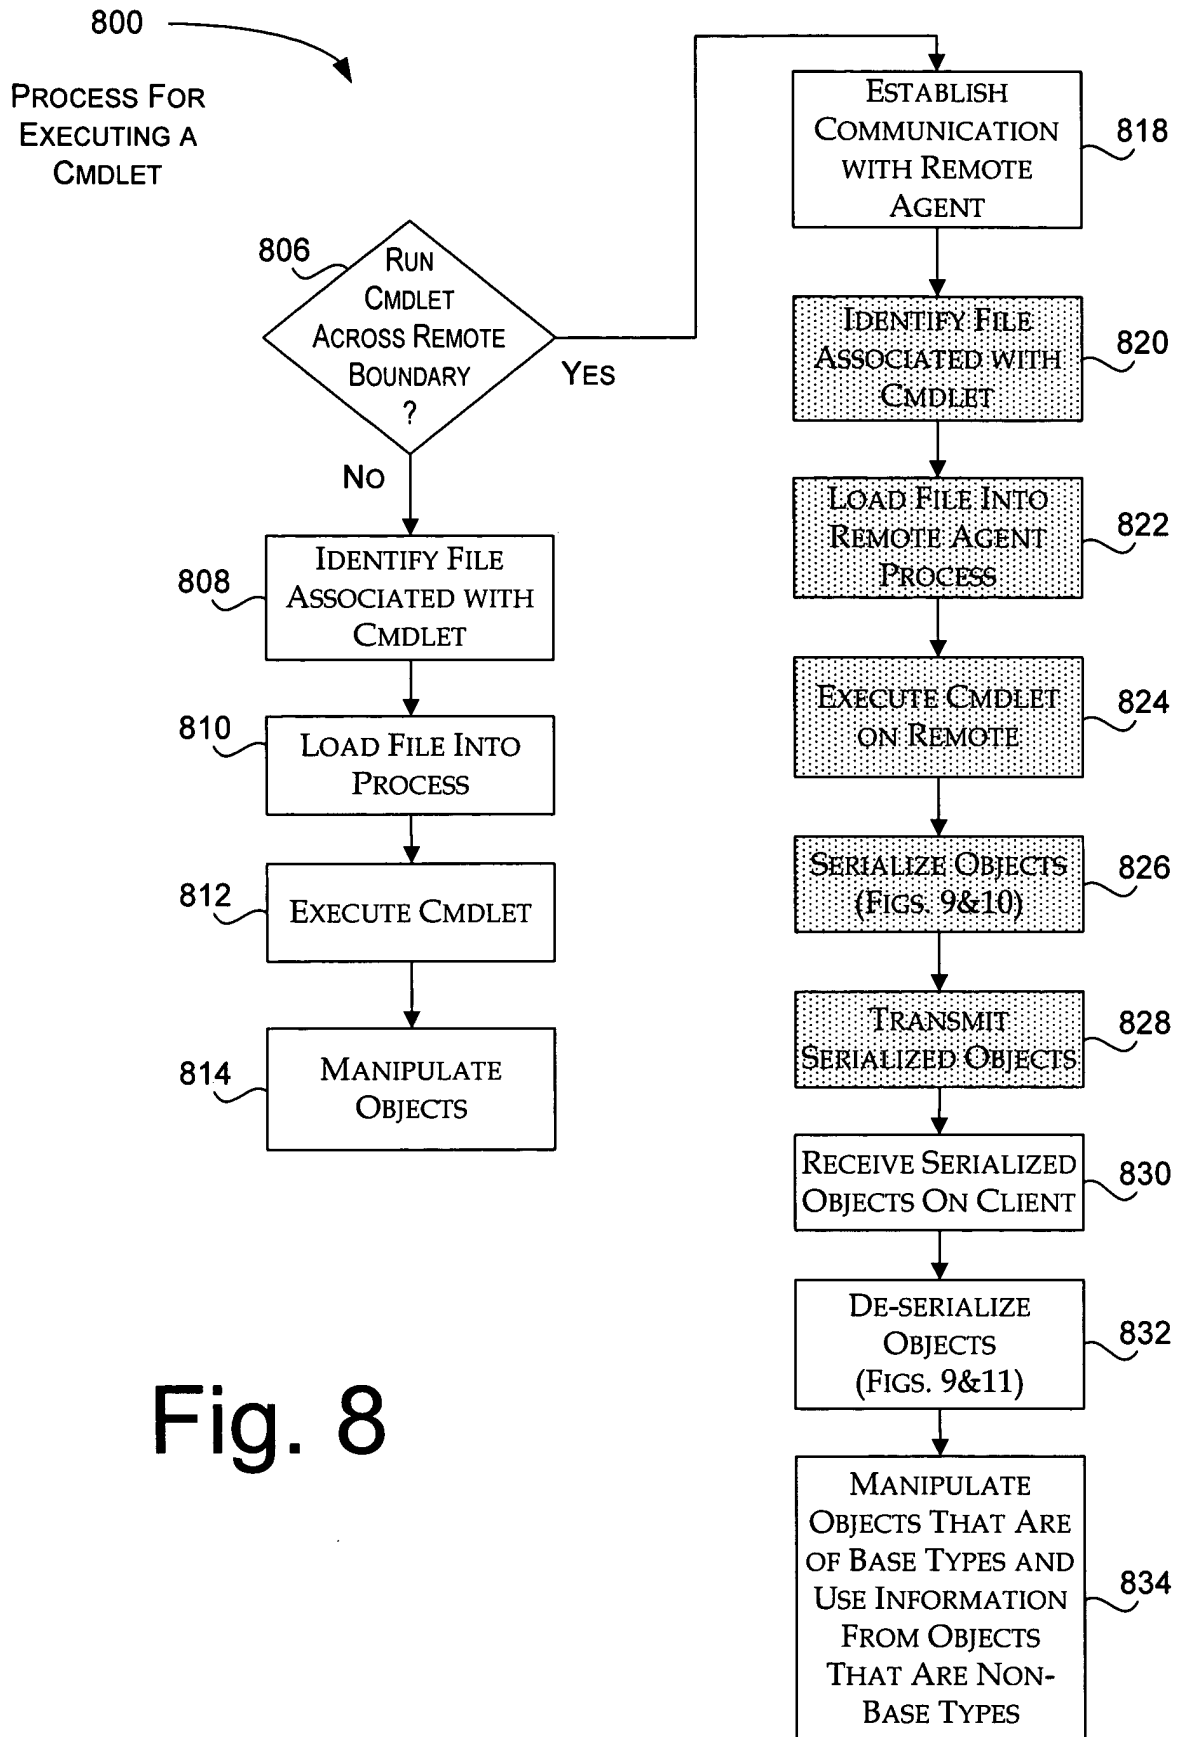 800
PROCESS FOR
EXECUTING A
CMDLET
806
RUN
CMDLET
ACROSS REMOTE
BOUNDARY
?
YES
NO
808
IDENTIFY FILE
ASSOCIATED WITH
CMDLET
810
LOAD FILE INTO
PROCESS
812
EXECUTE CMDLET
814
MANIPULATE
OBJECTS
ESTABLISH
COMMUNICATION
WITH REMOTE
AGENT
818
IDENTIFY FILE
ASSOCIATED WITH
CMDLET
820
LOAD FILE INTO
REMOTE AGENT
PROCESS
822
EXECUTE CMDLET
ON REMOTE
824
SERIALIZE OBJECTS
(FIGS. 9&10)
826
TRANSMIT
SERIALIZED OBJECTS
828
RECEIVE SERIALIZED
OBJECTS ON CLIENT
830
DE-SERIALIZE
OBJECTS
(FIGS. 9&11)
832
MANIPULATE
OBJECTS THAT ARE
OF BASE TYPES AND
USE INFORMATION
FROM OBJECTS
THAT ARE NON-
BASE TYPES
834
Fig. 8